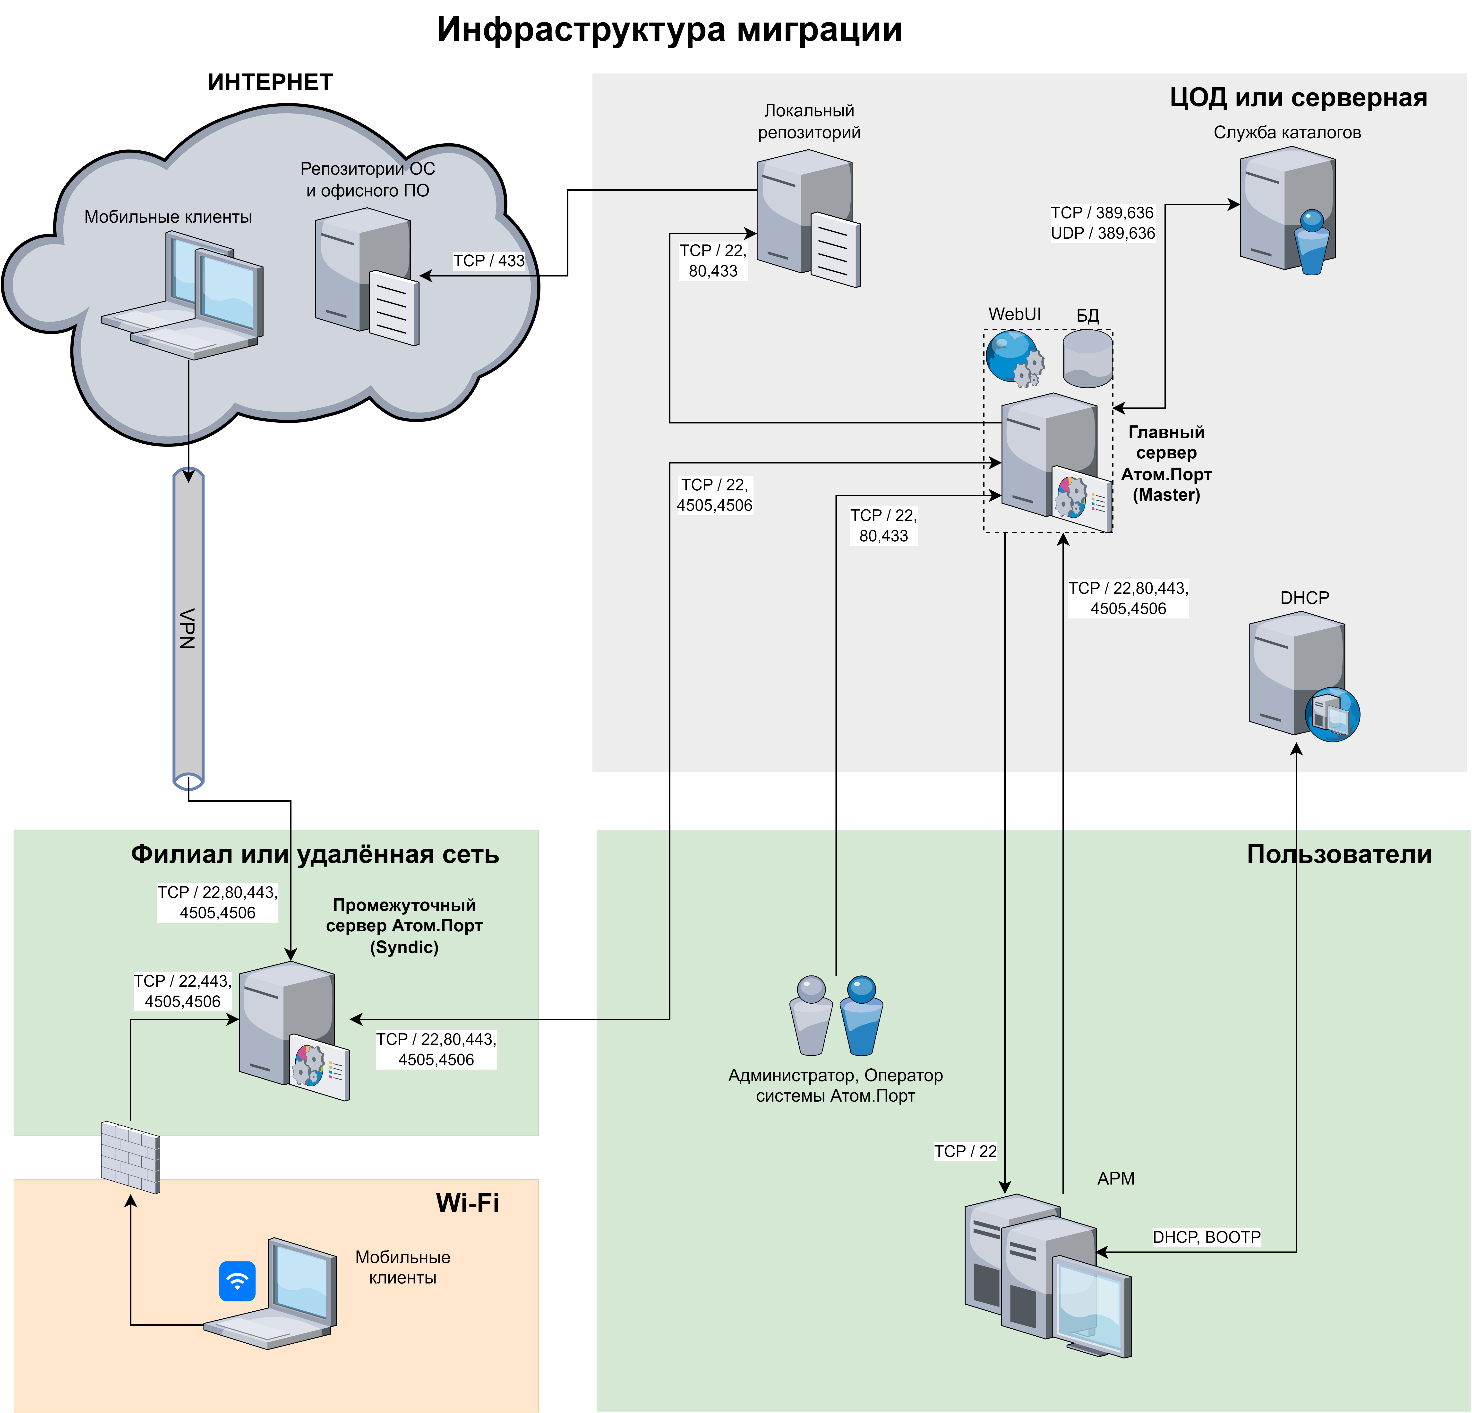 Инфраструктура миграции
ИНТЕРНЕТ
Репозитории ОС
и офисного ПО
Мобильные клиенты
TCP / 433
VPN
ЦОД или серверная
Локальный
репозиторий
Служба каталогов
TCP / 389,636
UDP / 389,636
TCP / 22,
80,433
WebUI
БД
Главный
сервер
Атом.Порт
(Master)
TCP / 22,
4505,4506
TCP / 22,
80,433
TCP / 22,80,443,
4505,4506
DHCP
Филиал или удалённая сеть
TCP / 22,80,443,
4505,4506
Промежуточный
сервер Атом.Порт
(Syndic)
TCP / 22,443,
4505,4506
TCP / 22,80,443,
4505,4506
Пользователи
Администратор, Оператор
системы Атом.Порт
TCP / 22
АРМ
DHCP, BOOTP
Wi-Fi
Мобильные
клиенты